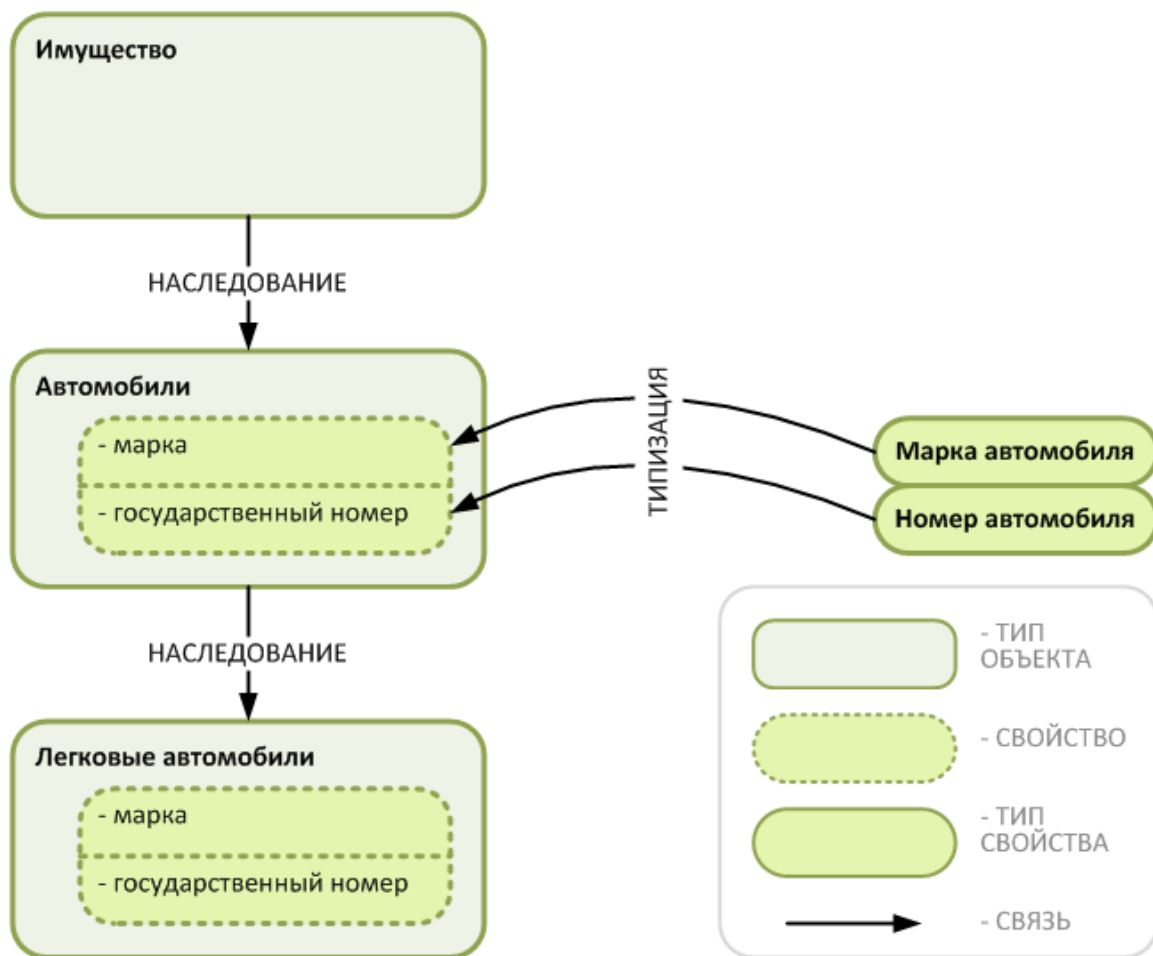 Имущество
НАСЛЕДОВАНИЕ
Автомобили
- марка
- государственный номер
ТИПИЗАЦИЯ
Марка автомобиля
Номер автомобиля
НАСЛЕДОВАНИЕ
Легковые автомобили
- марка
- государственный номер
- ТИП
ОБЪЕКТА
- СВОЙСТВО
- ТИП
СВОЙСТВА
- СВЯЗЬ